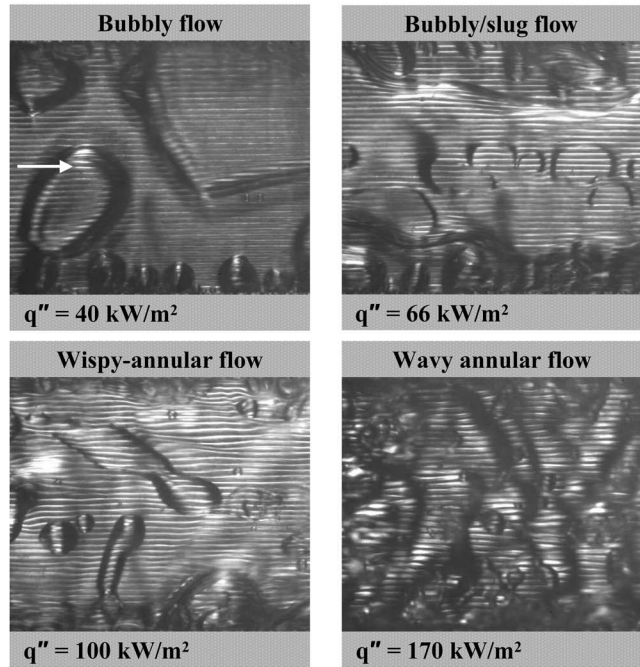 Bubbly flow
q″ = 40 kW/m²
Bubbly/slug flow
q″ = 66 kW/m²
Wispy-annular flow
q″ = 100 kW/m²
Wavy annular flow
q″ = 170 kW/m²